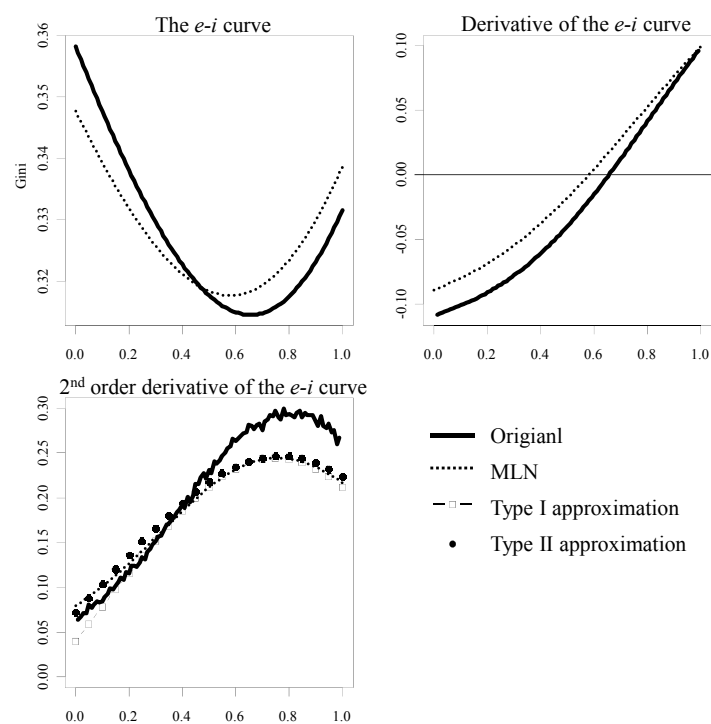 The e-i curve
Derivative of the e-i curve
0.36
0.35
0.34
0.33
0.32
Gini
0.0 0.2 0.4 0.6 0.8 1.0
0.10
0.05
0.00
-0.05
-0.10
0.0 0.2 0.4 0.6 0.8 1.0
2nd order derivative of the e-i curve
0.30
0.25
0.20
0.15
0.10
0.05
0.00
0.0 0.2 0.4 0.6 0.8 1.0
Origianl
MLN
Type I approximation
Type II approximation